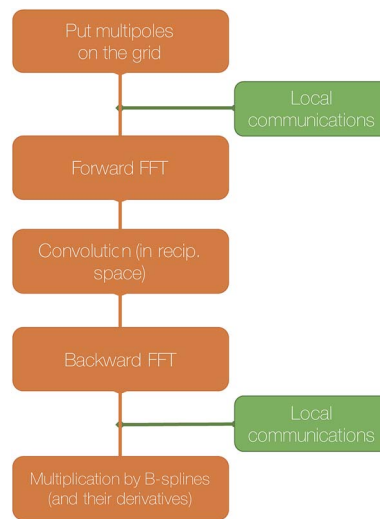 Put multipoles
on the grid
Local
communications
Forward FFT
Convolution (in recip.
space)
Backward FFT
Local
communications
Multiplication by B-splines
(and their derivatives)